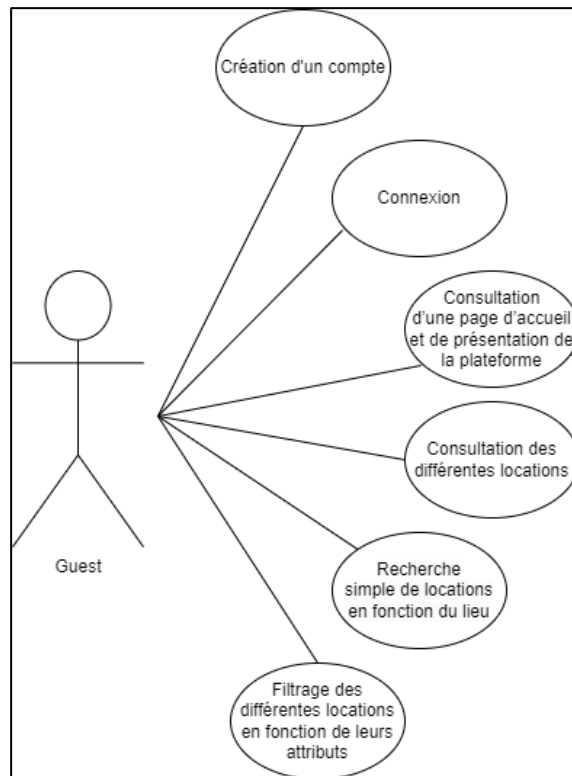 Création d'un compte
Connexion
Consultation
d'une page d'accueil
et de présentation de
la plateforme
Consultation des
différentes locations
Guest
Recherche
simple de locations
en fonction du lieu
Filtrage des
différentes locations
en fonction de leurs
attributs